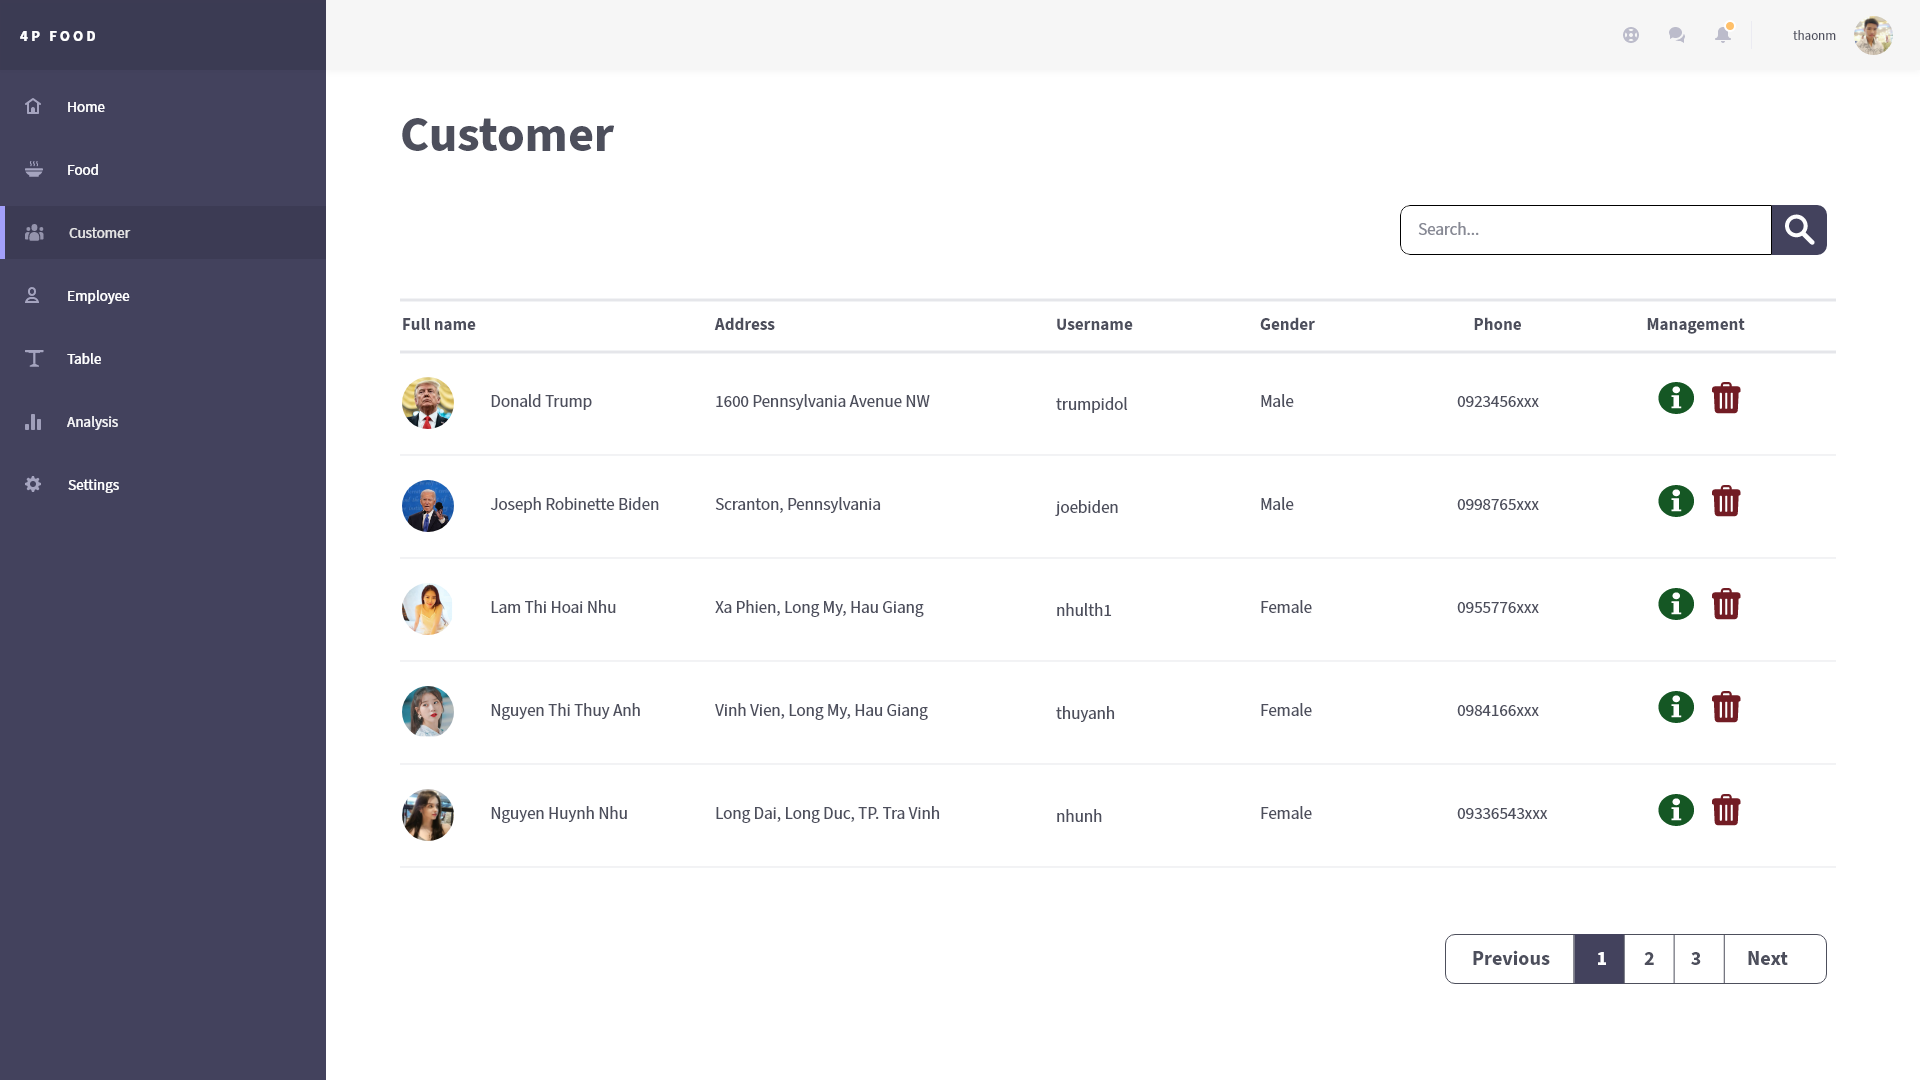 4P FOOD
thaonm
Home
Food
Customer
Employee
Table
Analysis
Settings
Customer
Search...
Full name Address Username Gender Phone Management
Donald Trump 1600 Pennsylvania Avenue NW trumpidol Male 0923456xxx
Joseph Robinette Biden Scranton, Pennsylvania joebiden Male 0998765xxx
Lam Thi Hoai Nhu Xa Phien, Long My, Hau Giang nhulth1 Female 0955776xxx
Nguyen Thi Thuy Anh Vinh Vien, Long My, Hau Giang thuyanh Female 0984166xxx
Nguyen Huynh Nhu Long Dai, Long Duc, TP. Tra Vinh nhunh Female 09336543xxx
Previous 1 2 3 Next